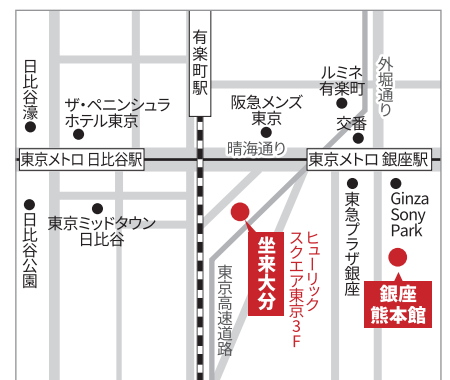 有楽町駅
日比谷濠
ザ・ペニンシュラ
ホテル東京
阪急メンズ
東京
ルミネ
有楽町
外堀通り
交番
晴海通り
東京メトロ 日比谷駅
東京メトロ 銀座駅
日比谷公園
東京ミッドタウン
日比谷
東京高速道路
坐来大分
ヒューリック
スクエア東京3F
東急プラザ銀座
Ginza
Sony
Park
銀座
熊本館